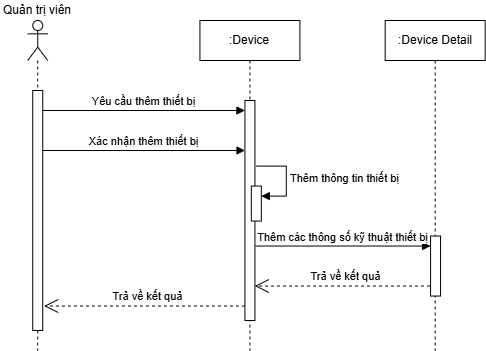 Quản trị viên
:Device
:Device Detail
Yêu cầu thêm thiết bị
Xác nhận thêm thiết bị
Thêm thông tin thiết bị
Thêm các thông số kỹ thuật thiết bị
Trả về kết quả
Trả về kết quả